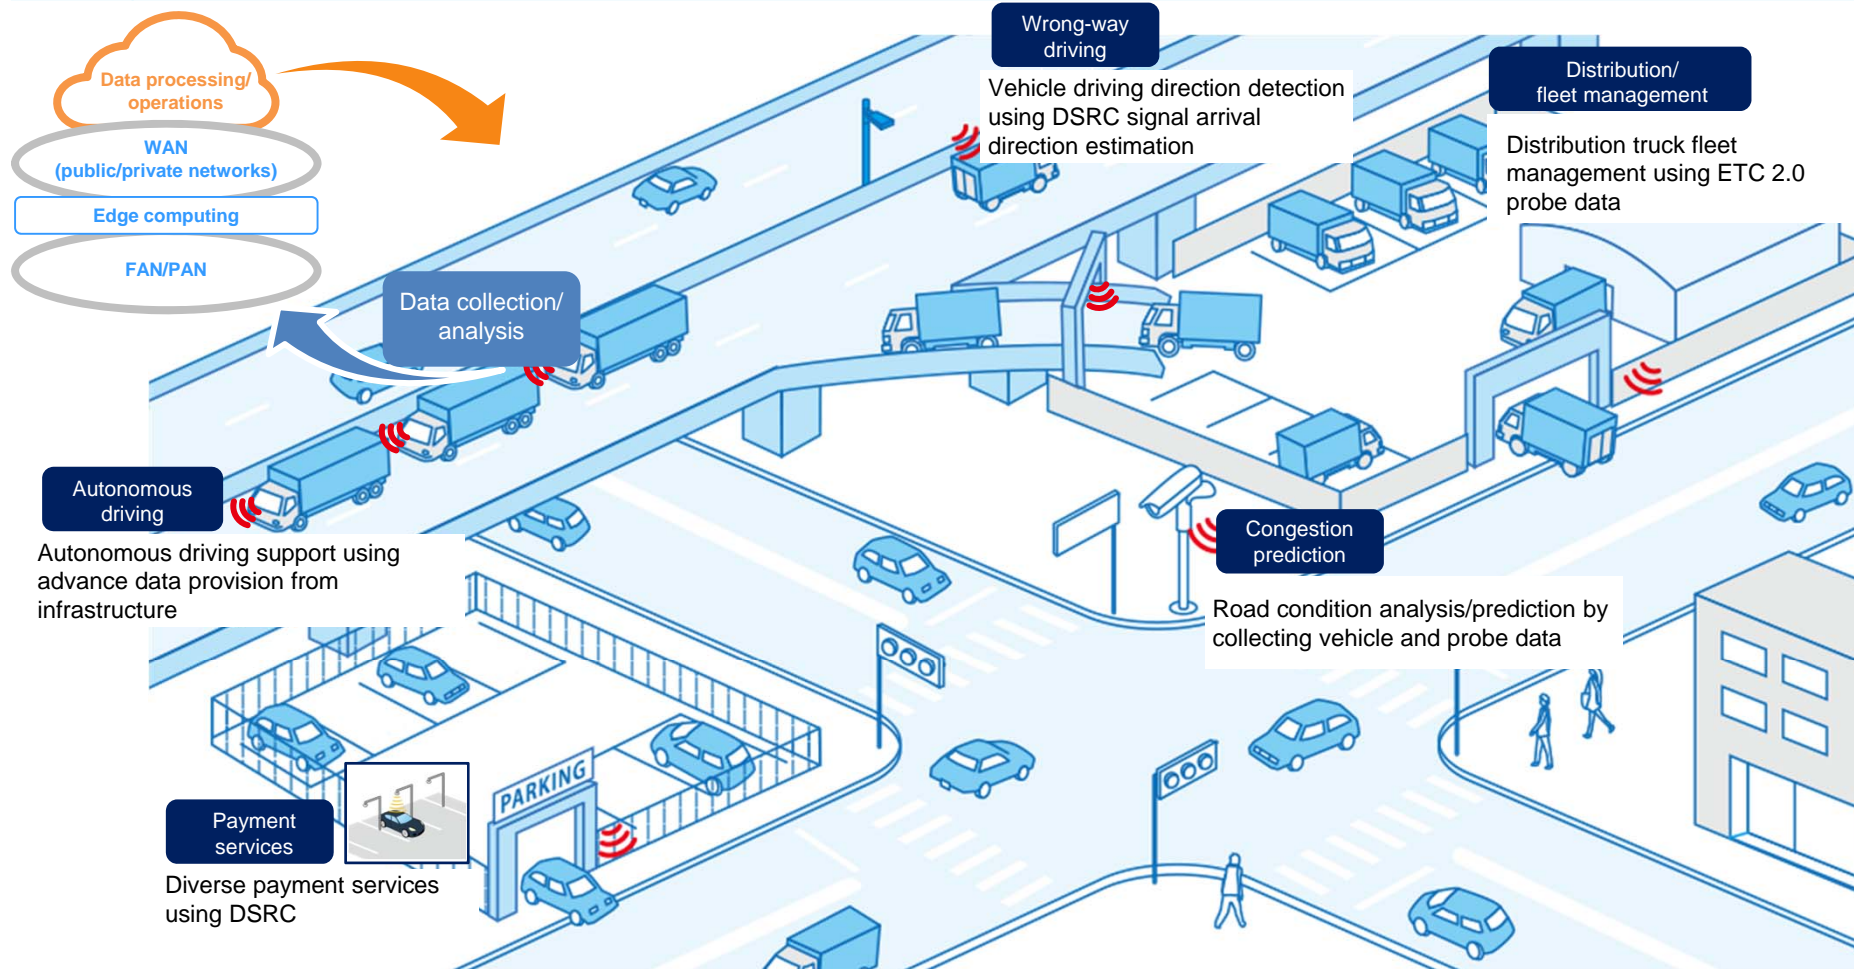 Data processing/
operations
WAN
(public/private networks)
Edge computing
FAN/PAN
Data collection/
analysis
Wrong-way
driving
Vehicle driving direction detection
using DSRC signal arrival
direction estimation
Distribution/
fleet management
Distribution truck fleet
management using ETC 2.0
probe data
Autonomous
driving
Autonomous driving support using
advance data provision from
infrastructure
Congestion
prediction
Road condition analysis/prediction by
collecting vehicle and probe data
PARKING
Payment
services
Diverse payment services
using DSRC